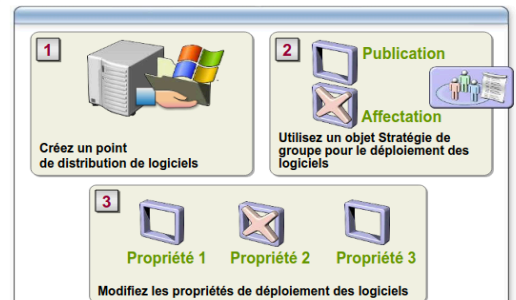 1
Créez un point
de distribution de logiciels
2
Publication
Affectation
Utilisez un objet Stratégie de
groupe pour le déploiement des
logiciels
3
Propriété 1 Propriété 2 Propriété 3
Modifiez les propriétés de déploiement des logiciels